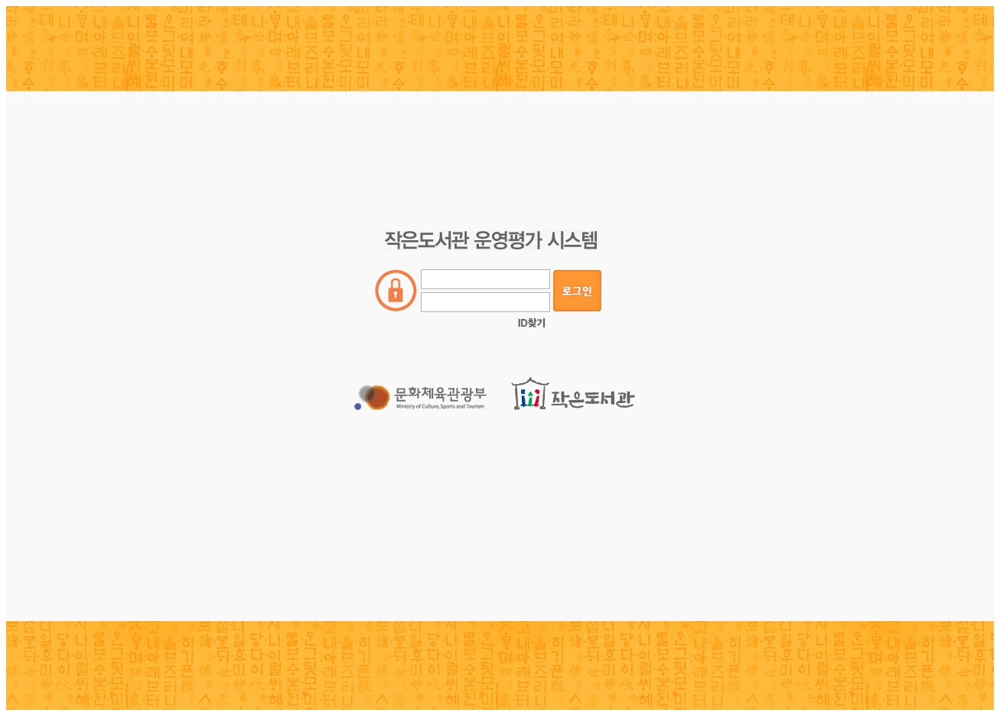 작은도서관 운영평가 시스템
로그인
ID찾기
문화체육관광부
Ministry of Culture, Sports and Tourism
작은도서관